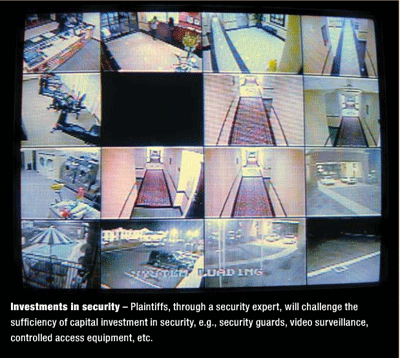 SYSTEM LOADING
Investments in security – Plaintiffs, through a security expert, will challenge the
sufficiency of capital investment in security, e.g., security guards, video surveillance,
controlled access equipment, etc.